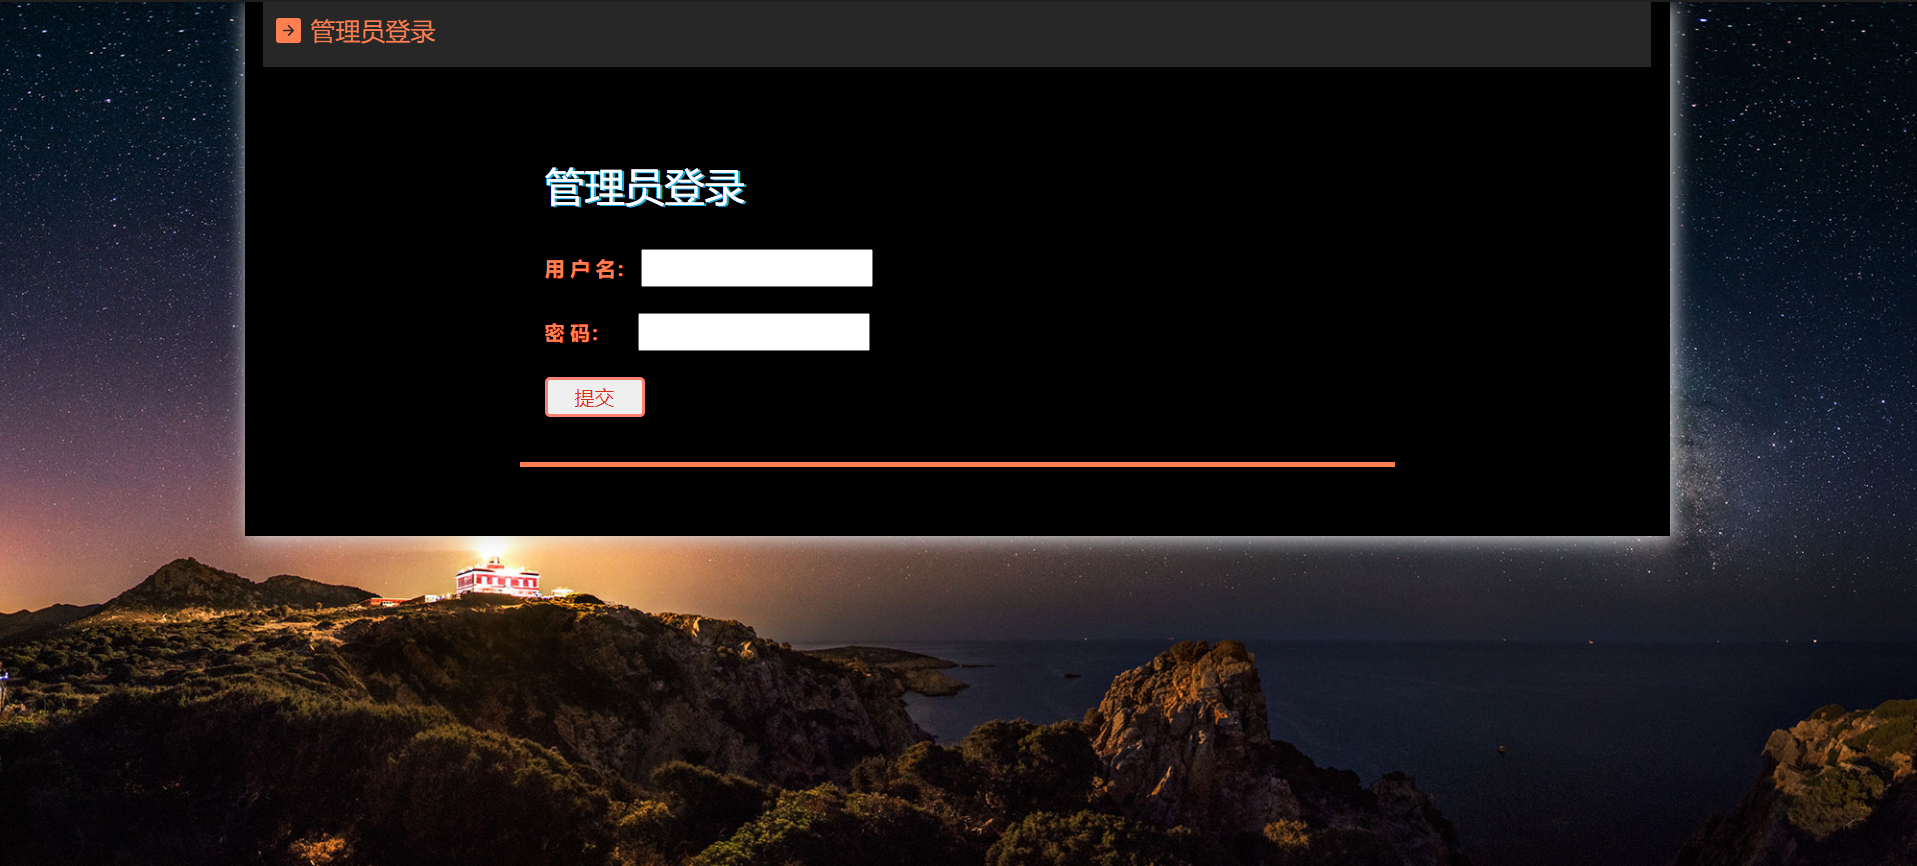 管理员登录
管理员登录
用 户 名：
密 码：
提交